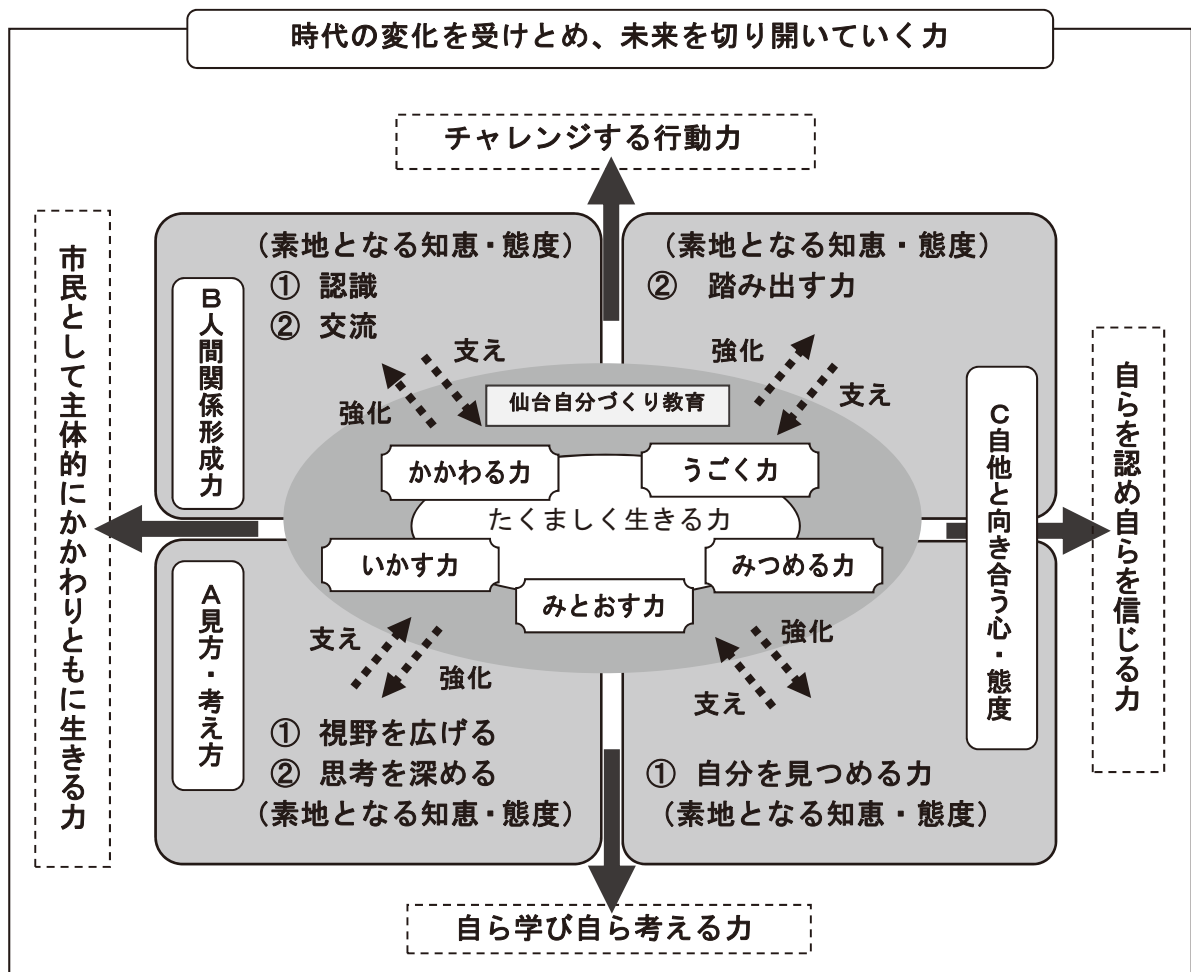 時代の変化を受けとめ、未来を切り開いていく力
チャレンジする行動力
市民として主体的にかかわりともに生きる力
B人間関係形成力
(素地となる知恵・態度)
① 認識
② 交流
支え
強化
(素地となる知恵・態度)
② 踏み出す力
強化
支え
仙台自分づくり教育
かかわる力
うごく力
たくましく生きる力
いかす力
みつめる力
みとおす力
C自他と向き合う心・態度
自らを認め自らを信じる力
A見方・考え方
支え
強化
① 視野を広げる
② 思考を深める
(素地となる知恵・態度)
強化
支え
① 自分を見つめる力
(素地となる知恵・態度)
自ら学び自ら考える力